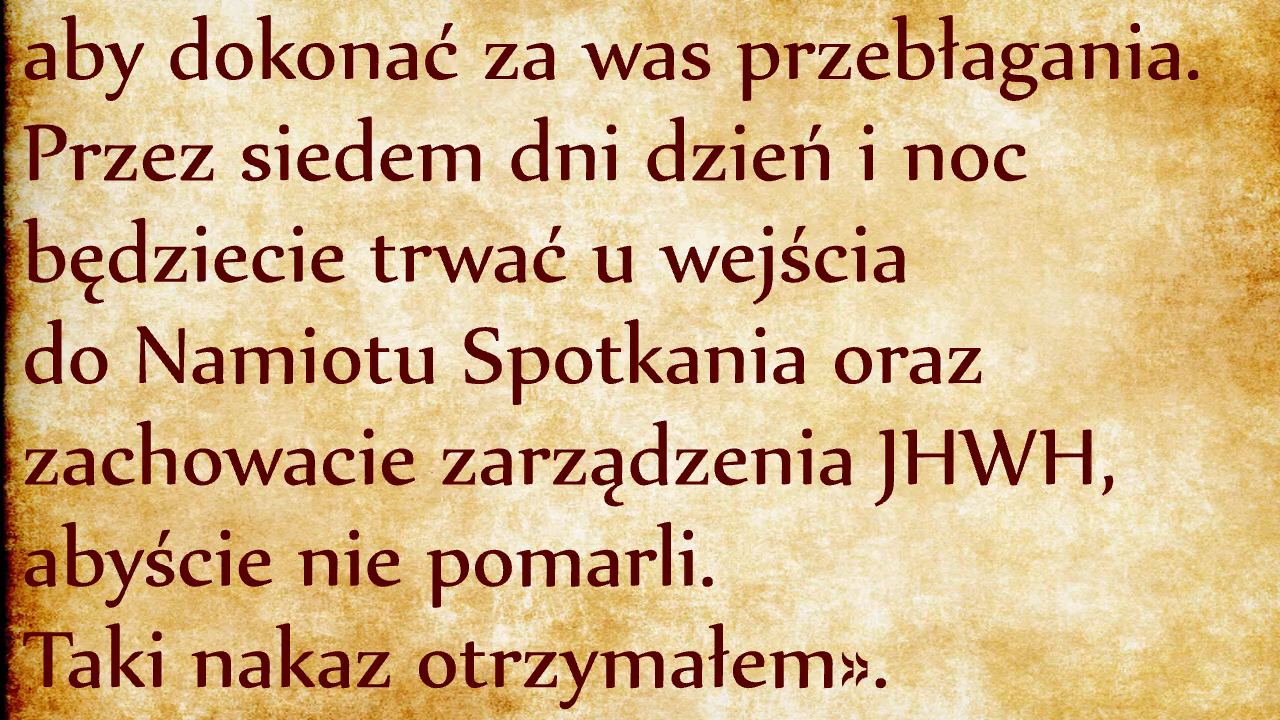 aby dokonać za was przebłagania.
Przez siedem dni dzień i noc
będziecie trwać u wejścia
do Namiotu Spotkania oraz
zachowacie zarządzenia JHWH,
abyście nie pomarli.
Taki nakaz otrzymałem».